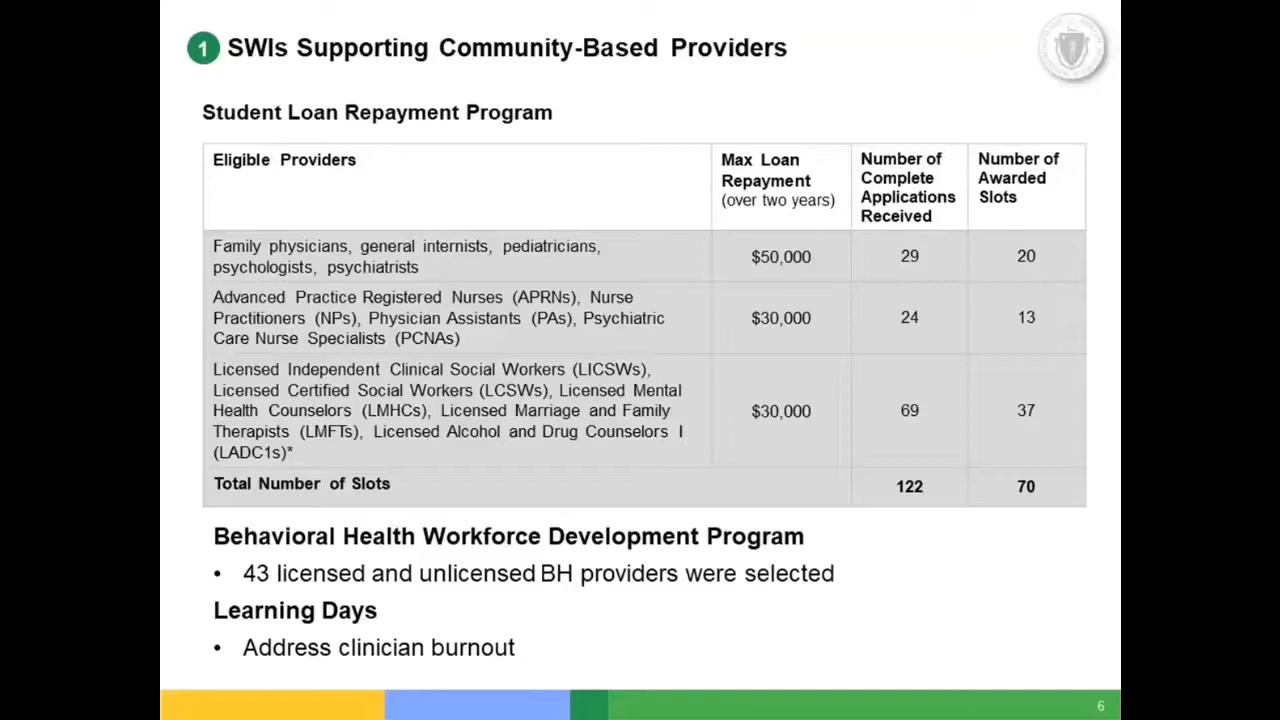 1 SWIs Supporting Community-Based Providers
Student Loan Repayment Program
Eligible Providers
Max Loan
Repayment
(over two years)
Number of
Complete
Applications
Received
Number of
Awarded
Slots
Family physicians, general internists, pediatricians,
psychologists, psychiatrists
$50,000
29
20
Advanced Practice Registered Nurses (APRNs), Nurse
Practitioners (NPs), Physician Assistants (PAs), Psychiatric
Care Nurse Specialists (PCNAs)
$30,000
24
13
Licensed Independent Clinical Social Workers (LICSWs),
Licensed Certified Social Workers (LCSWs), Licensed Mental
Health Counselors (LMHCs), Licensed Marriage and Family
Therapists (LMFTs), Licensed Alcohol and Drug Counselors I
(LADC1s)*
$30,000
69
37
Total Number of Slots
122
70
Behavioral Health Workforce Development Program
• 43 licensed and unlicensed BH providers were selected
Learning Days
• Address clinician burnout
6